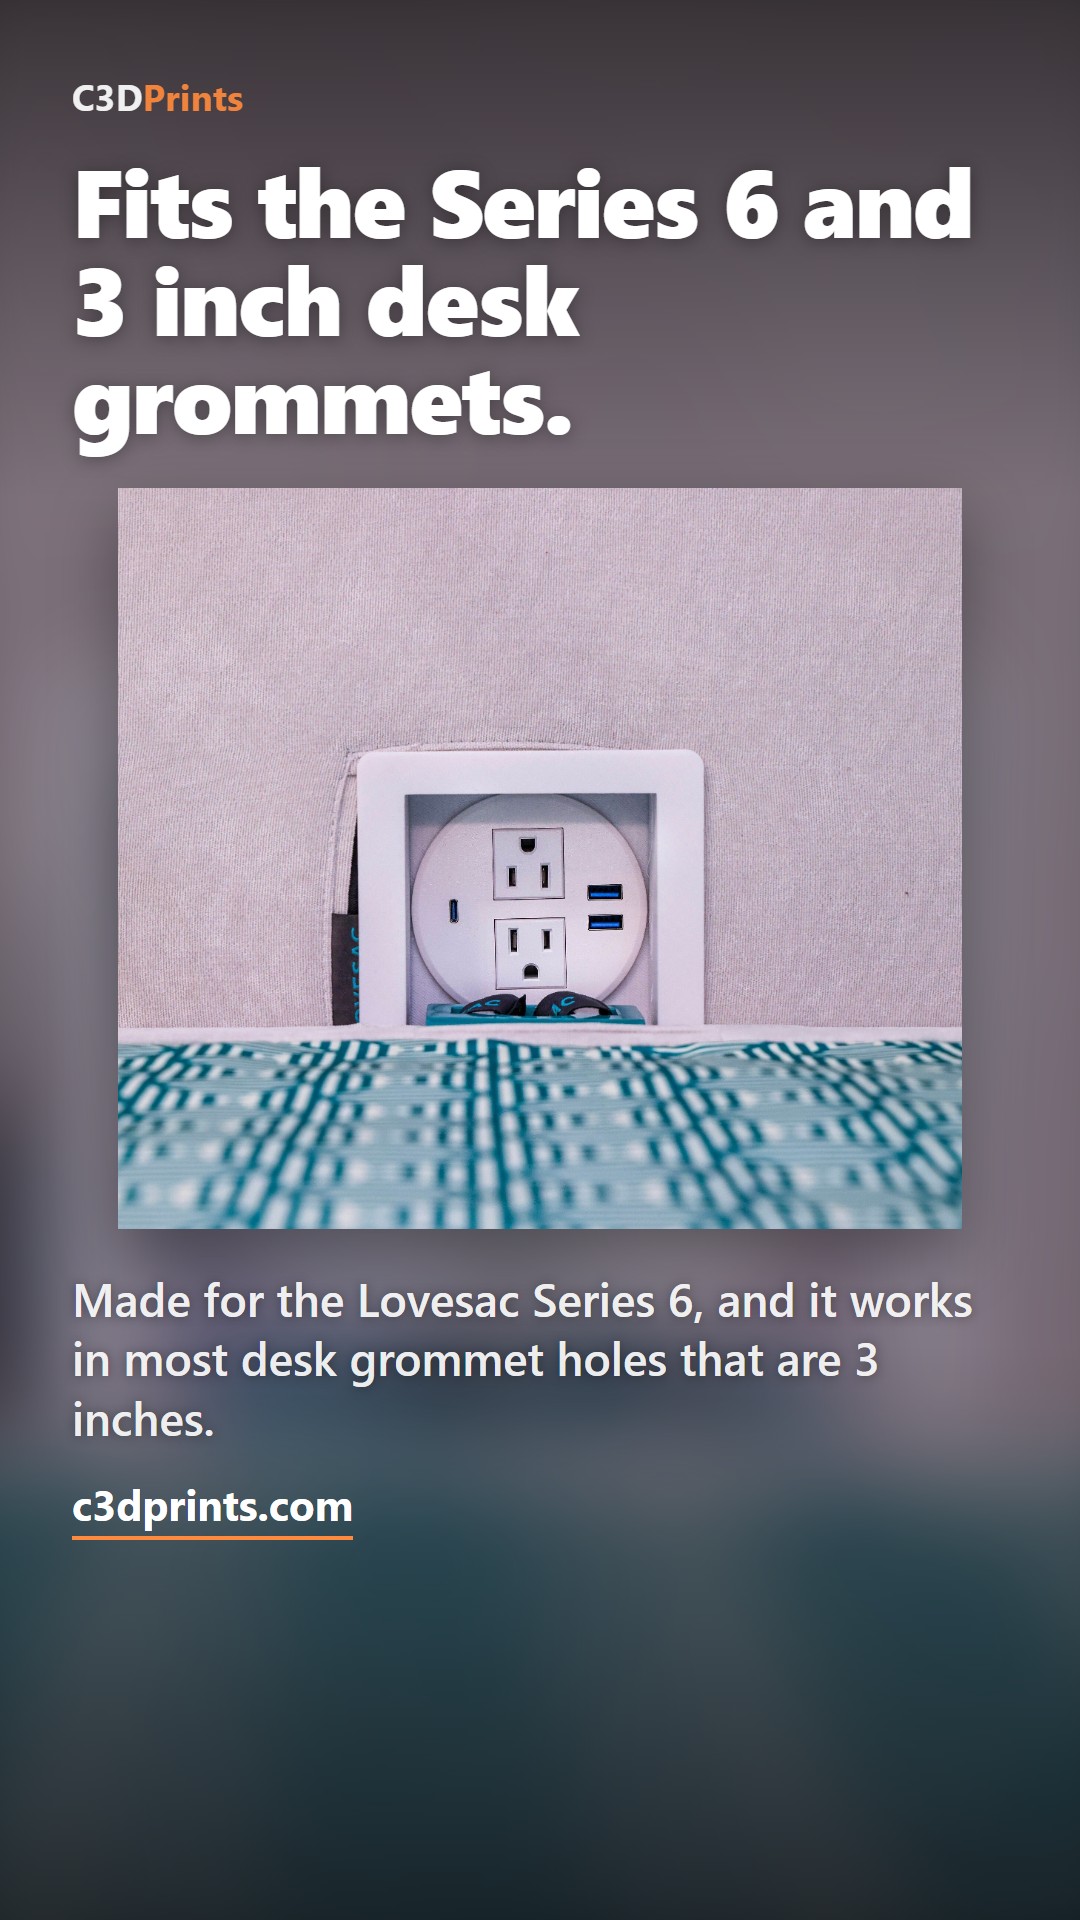 C3DPrints
Fits the Series 6 and
3 inch desk
grommets.
AC
Made for the Lovesac Series 6, and it works
in most desk grommet holes that are 3
inches.
c3dprints.com